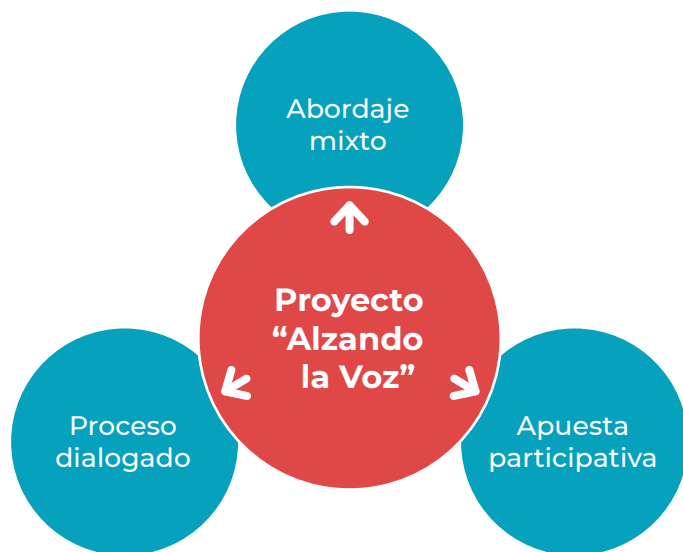 Abordaje
mixto
Proyecto
“Alzando
la Voz”
Proceso
dialogado
Apuesta
participativa